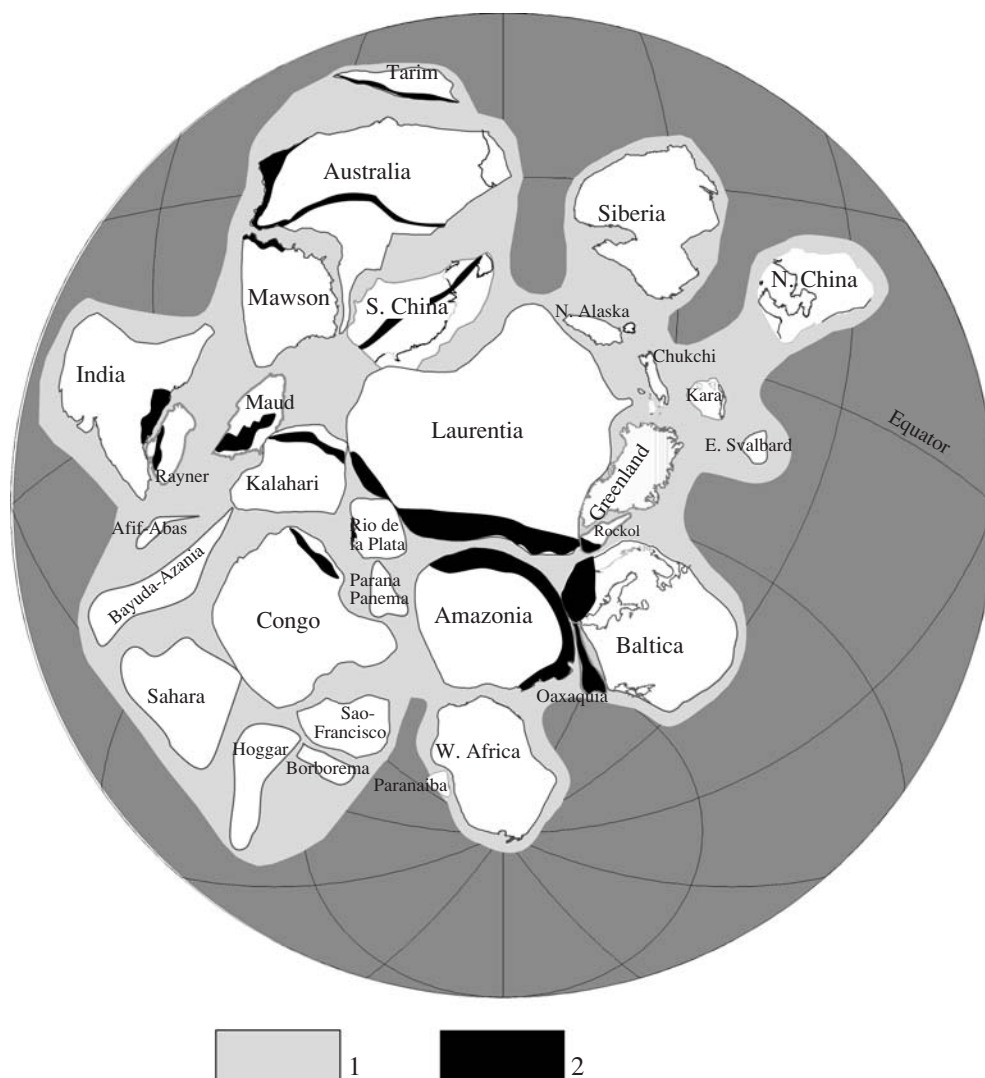 Tarim
Australia
Siberia
N. China
Mawson
S. China
N. Alaska
Chukchi
India
Kara
Maud
Equator
Laurentia
E. Svalbard
Rayner
Kalahari
Greenland
Afif-Abas
Rio de
la Plata
Rockol
Bayuda-Azania
Parana
Panema
Congo
Amazonia
Baltica
Sahara
Oaxaquia
Sao-
Francisco
Hoggar
W. Africa
Borborema
Paranaiba
1
2